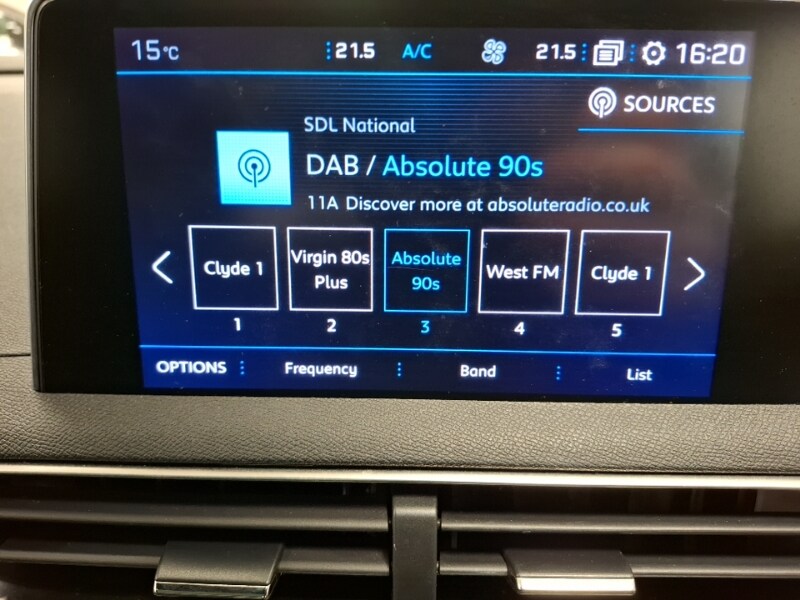 15°C 21.5 A/C 21.5 16:20
SOURCES
SDL National
DAB / Absolute 90s
11A Discover more at absoluteradio.co.uk
Clyde 1
Virgin 80s
Plus
Absolute
90s
West FM
Clyde 1
1 2 3 4 5
OPTIONS Frequency Band List